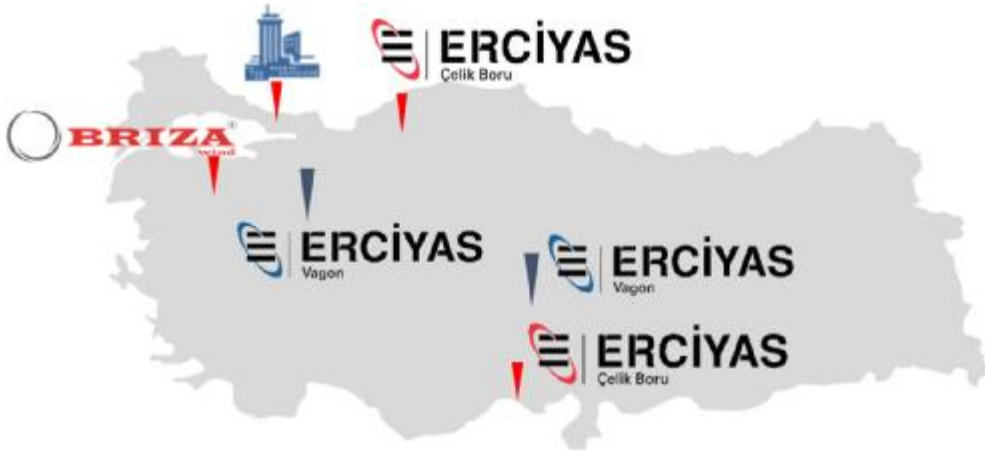 ERCİYAS
Çelik Boru
BRIZA®
wind
ERCİYAS
Vagon
ERCİYAS
Vagon
ERCİYAS
Çelik Boru